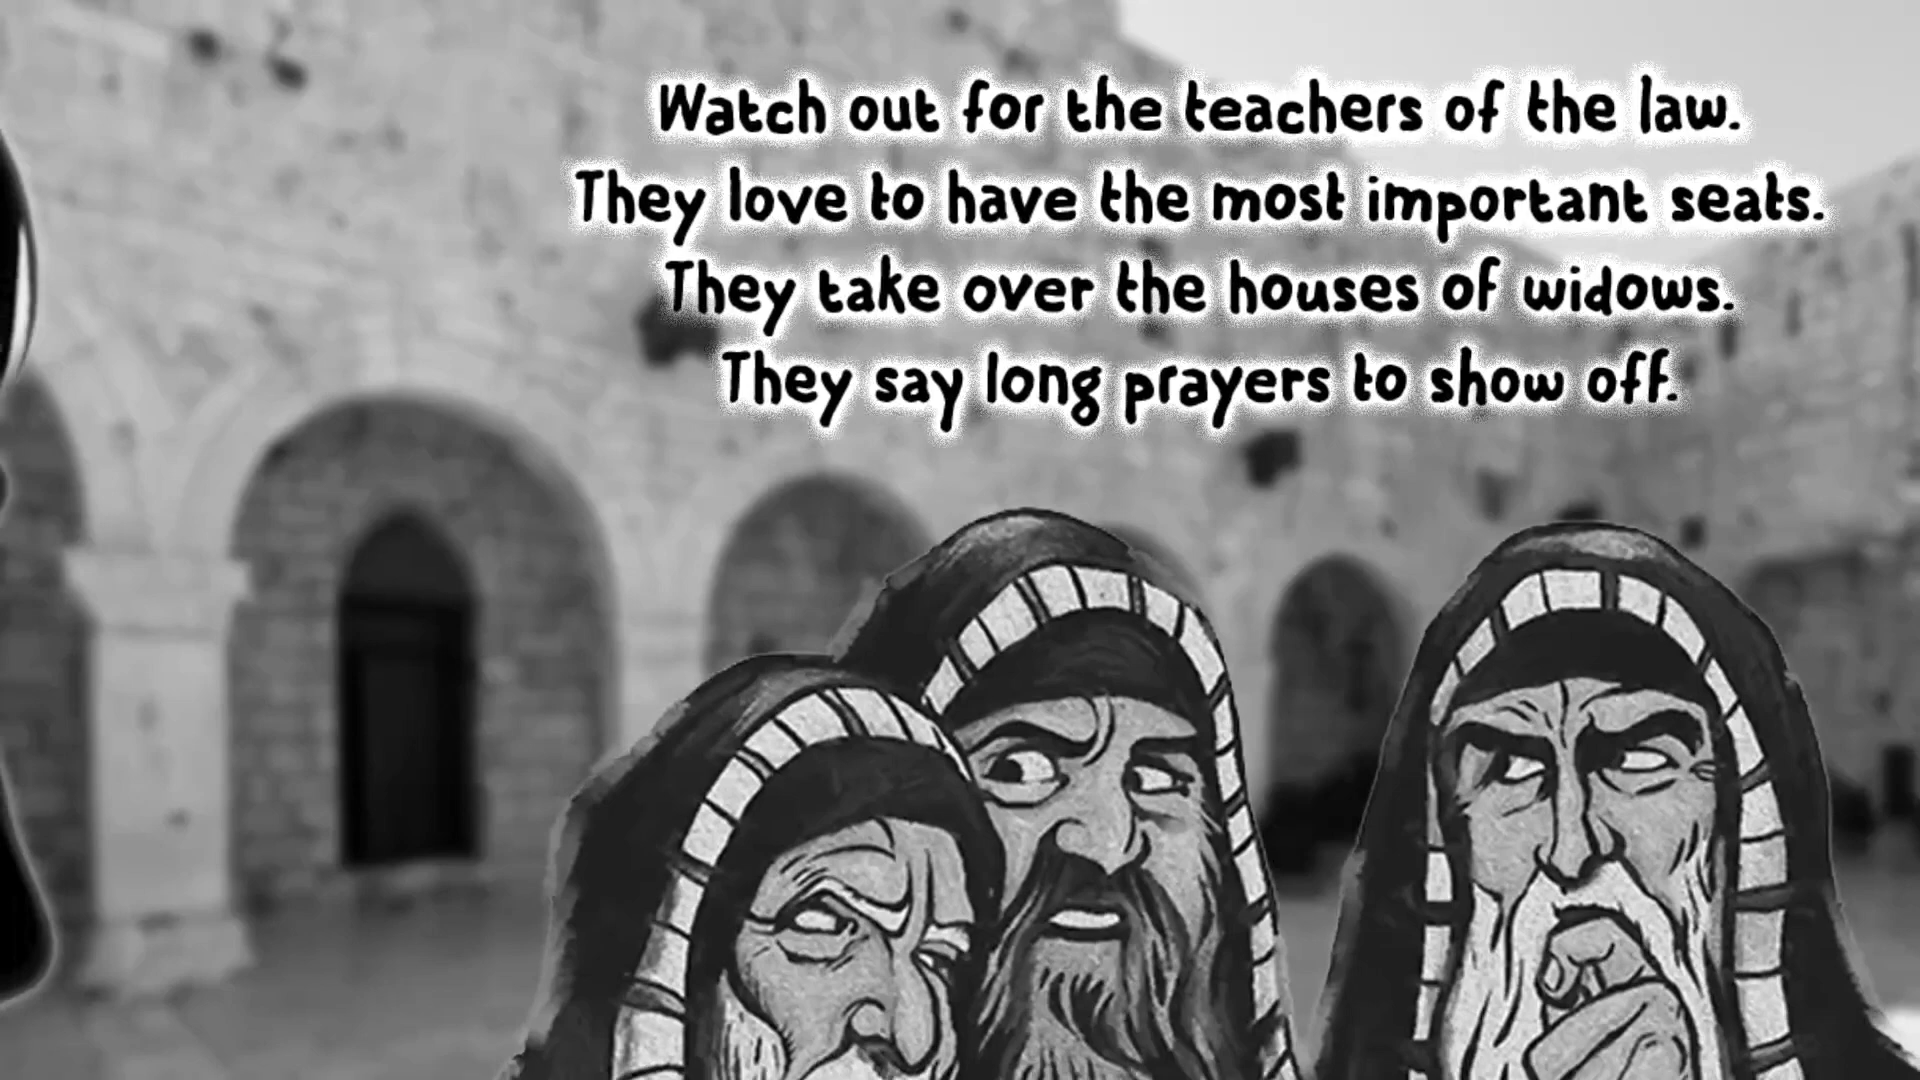 Watch out for the teachers of the law.
They love to have the most important seats.
They take over the houses of widows.
They say long prayers to show off.